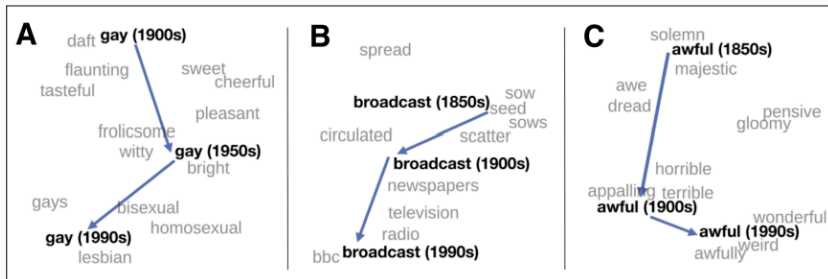 A
daft gay (1900s)
flaunting sweet
tasteful cheerful
pleasant
frolicsome
witty gay (1950s)
bright
gays bisexual
homosexual
gay (1990s)
lesbian
B
spread
broadcast (1850s) sow
seed
sows
circulated scatter
broadcast (1900s)
newspapers
television
radio
bbc broadcast (1990s)
C
solemn
awful (1850s)
majestic
awe
dread pensive
gloomy
horrible
appalling terrible
awful (1900s) wonderful
awful (1990s)
weird
awfully